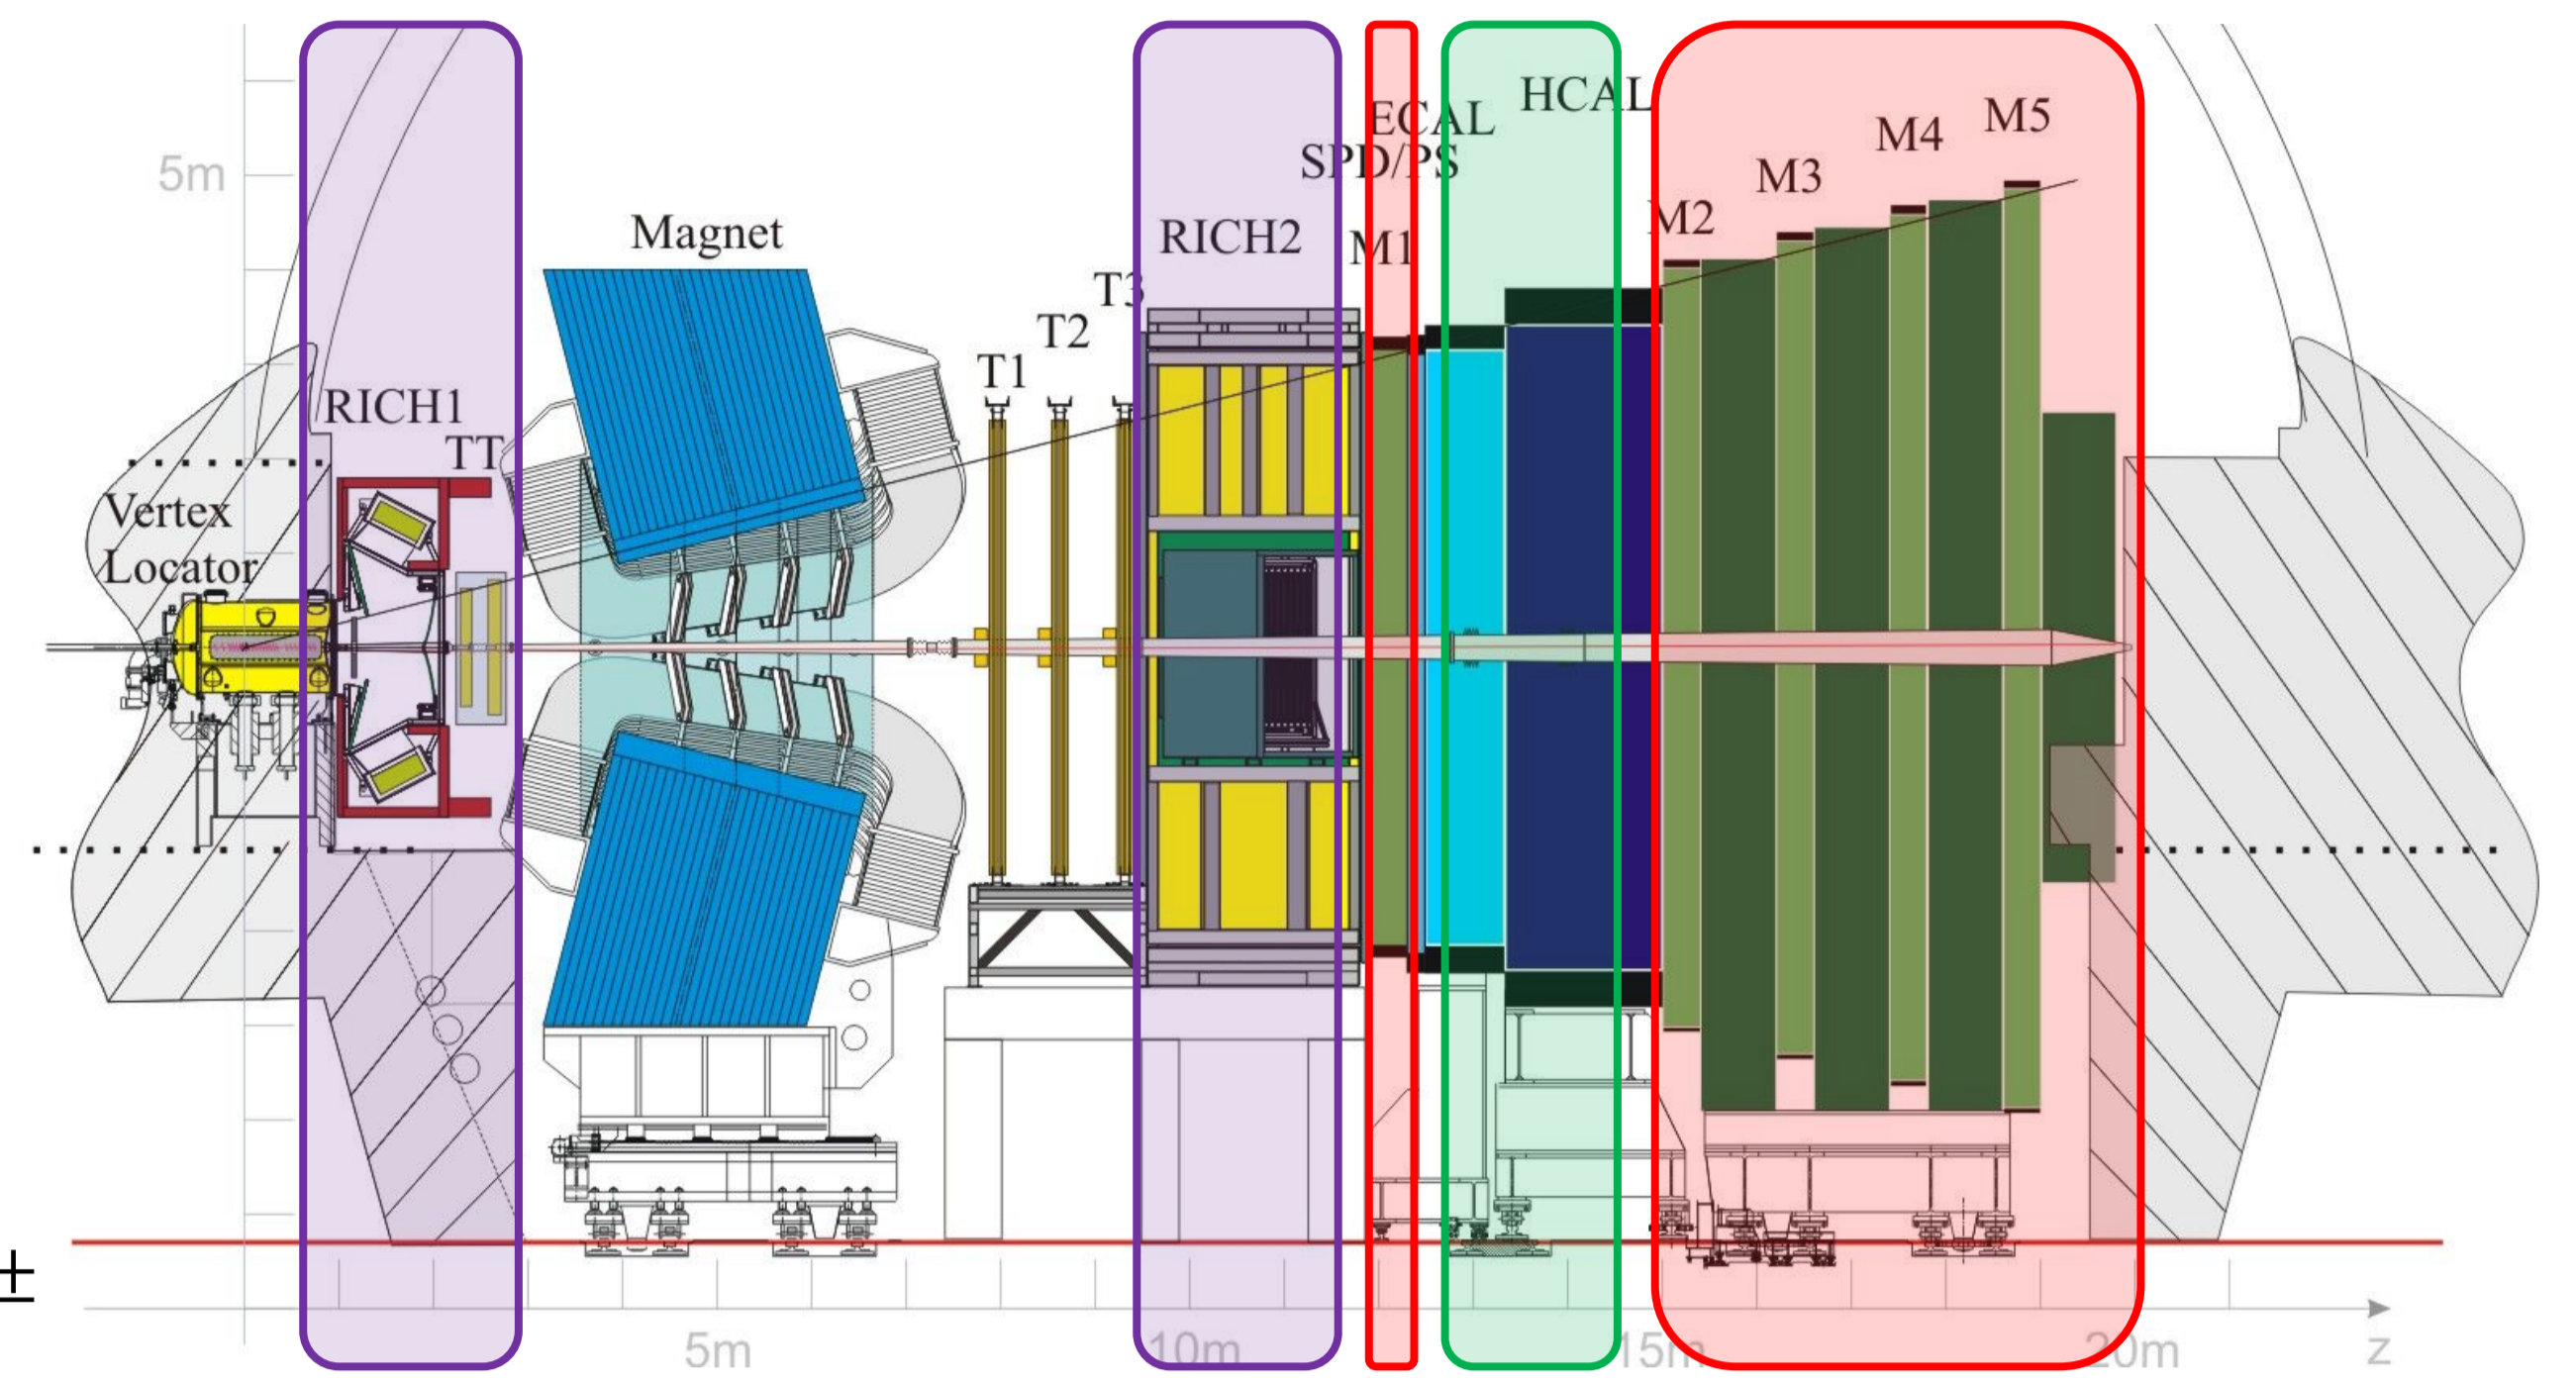 HCAL
ECAL
SPD/PS
M5
M4
M3
M2
M1
5m
Magnet
RICH2
T3
T2
T1
RICH1
TT
Vertex
Locator
±
5m
10m
15m
20m
z